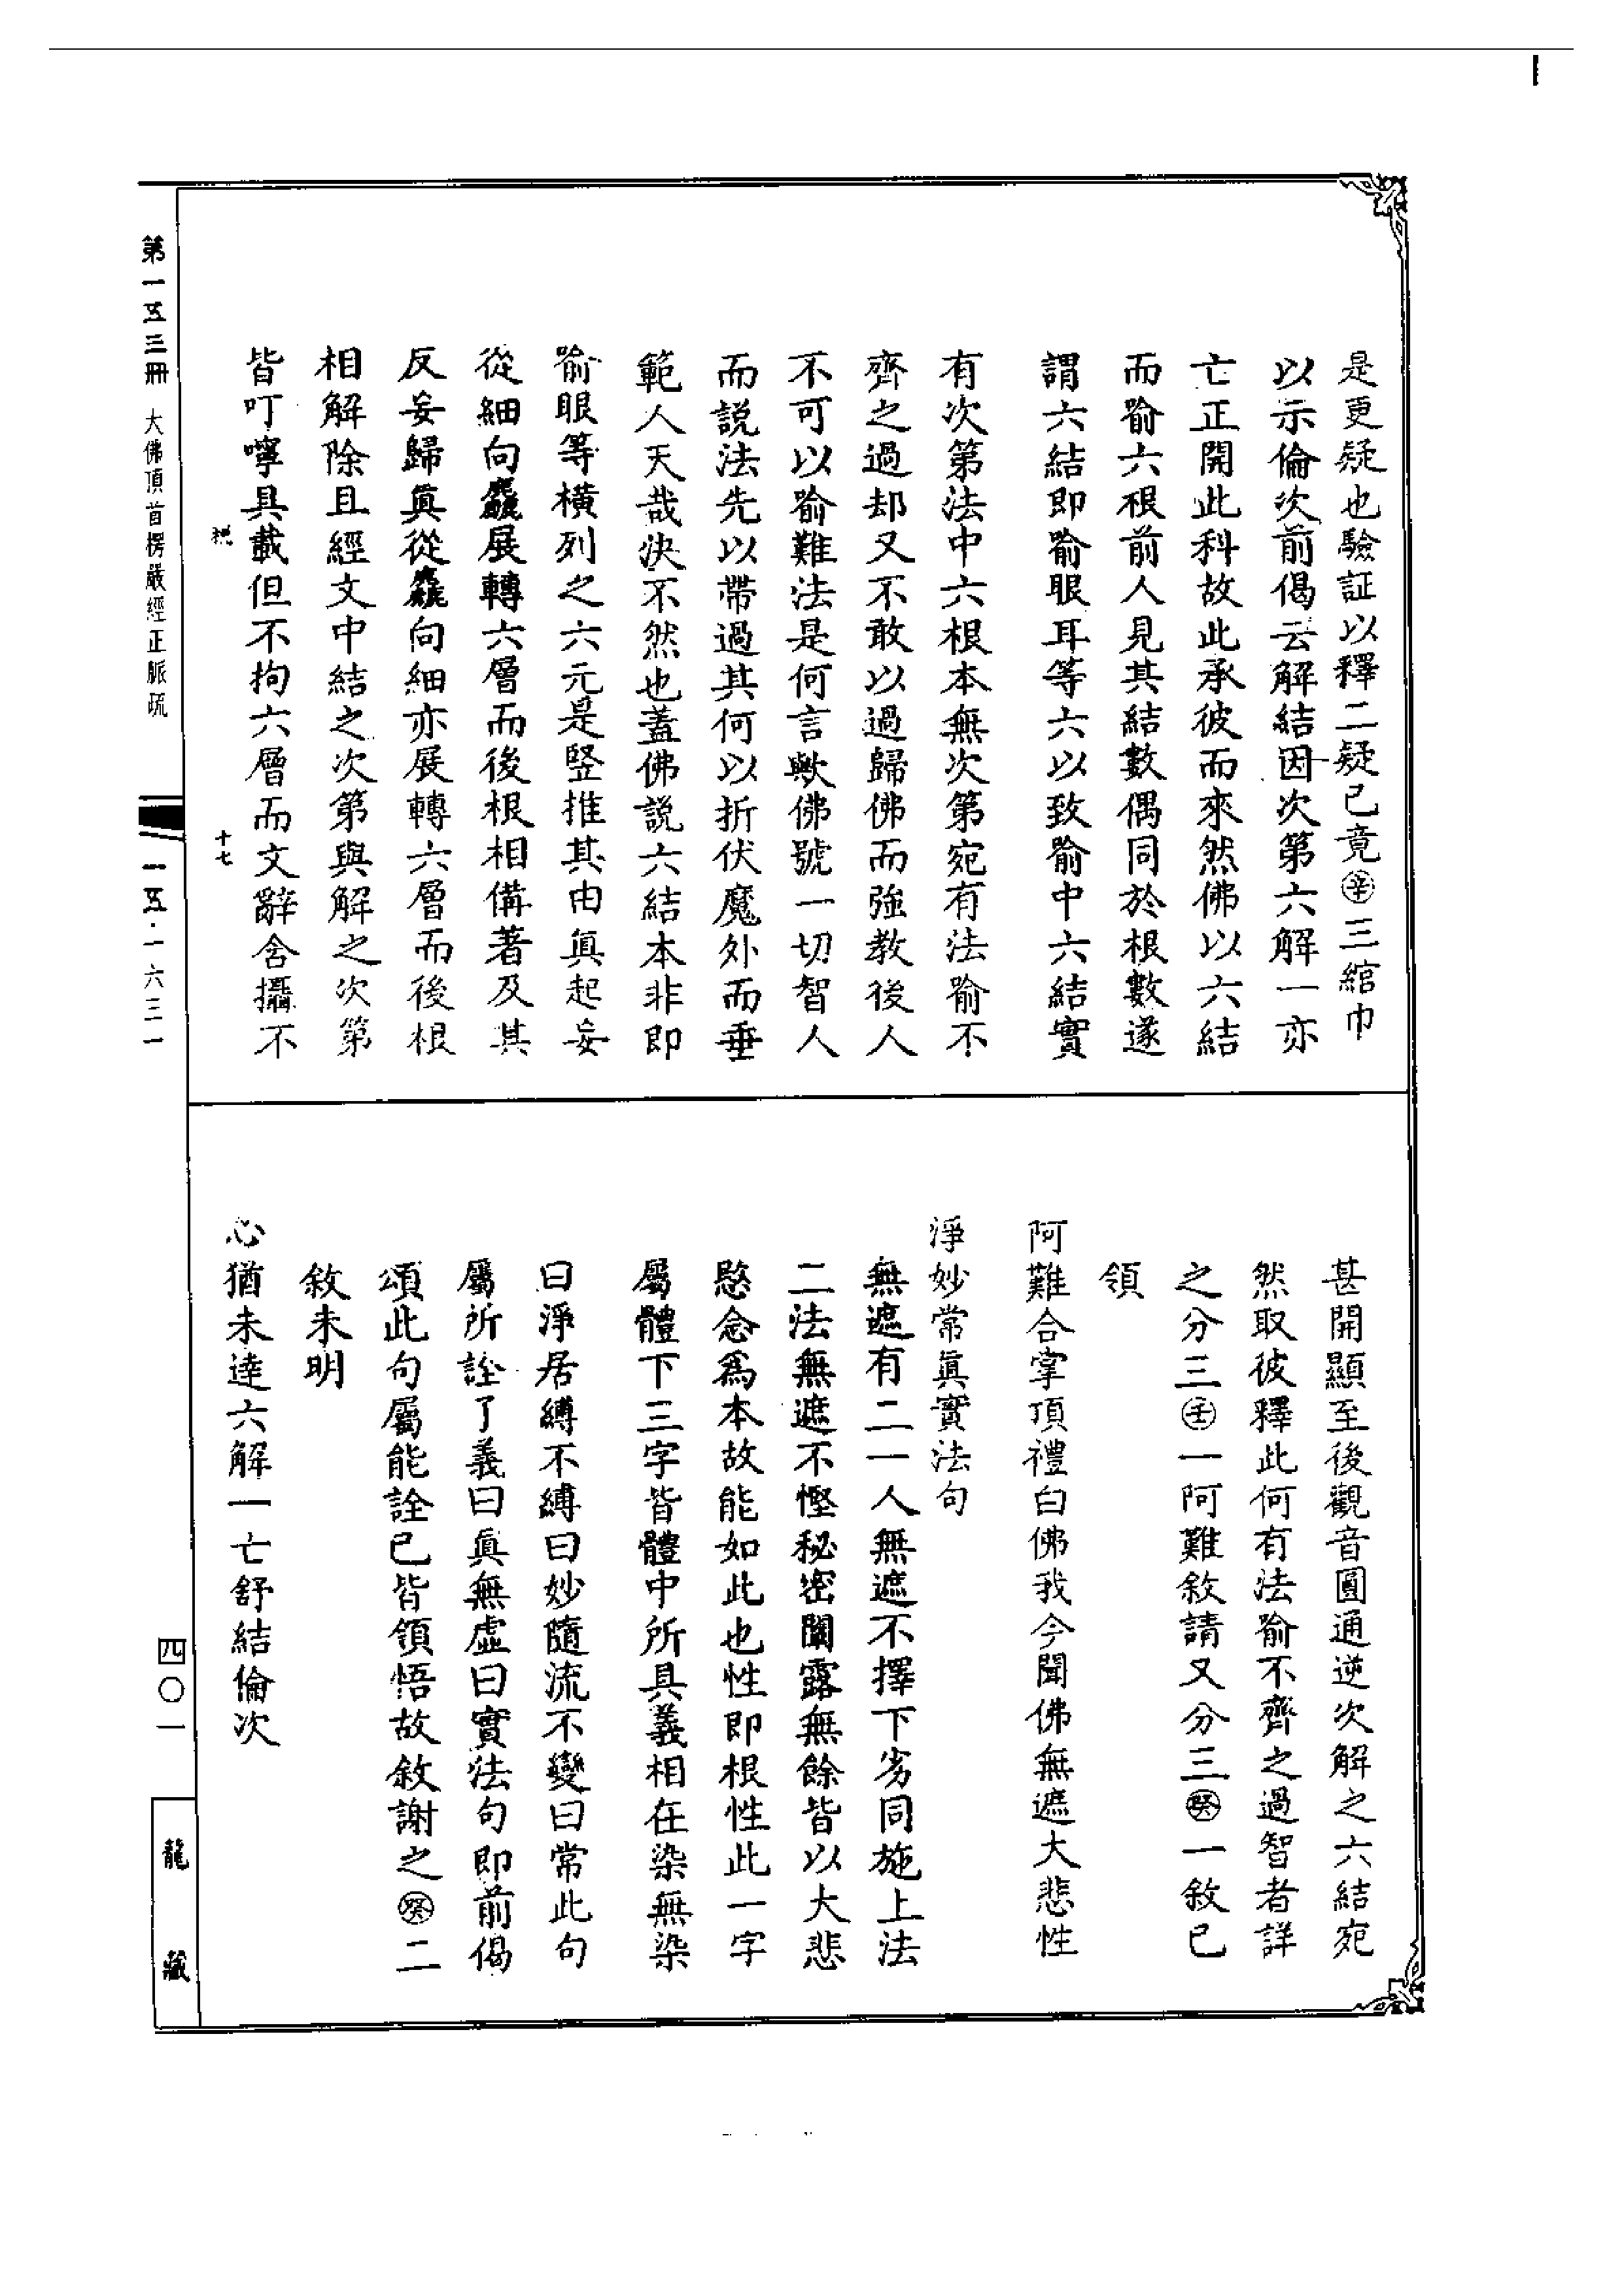 是更疑也驗証以釋二疑已竟㊛三綰巾
以示倫次前偈云解結因次第六解一亦
亡正開此科故此承彼而來然佛以六結
而喻六根前人見其結數偶同於根數遂
謂六結即喻眼耳等六以致喻中六結實
有次第法中六根本無次第宛有法喻不
齊之過却又不敢以過歸佛而強教後人
不可以喻難法是何言歟佛號一切智人
而說法先以帶過其何以折伏魔外而垂
範人天哉決不然也蓋佛說六結本非即
喻眼等橫列之六元是竪推其由眞起妄
從細向麤展轉六層而後根相備著及其
反妄歸眞從麤向細亦展轉六層而後根
相解除且經文中結之次第與解之次第
皆叮嚀具載但不拘六層而文辭含攝不
十七
甚開顯至後觀音圓通逆次解之六結宛
然取彼釋此何有法喻不齊之過智者詳
之分三(壬)一阿難敘請又分三(癸)一敘已
領
阿難合掌頂禮白佛我今聞佛無遮大悲性
淨妙常眞實法句
無遮有二一人無遮不擇下劣同施上法
二法無遮不慳秘密闡露無餘皆以大悲
愍念爲本故能如此也性即根性此一字
屬體下三字皆體中所具義相在染無染
曰淨居縛不縛曰妙隨流不變曰常此句
屬所詮了義曰眞無虛曰實法句即前偈
頌此句屬能詮已皆領悟故敘謝之(癸)二
敘未明
心猶未達六解一亡舒結倫次
第一五三冊 大佛頂首楞嚴經正脈疏
一五·一六三一
四〇一
龍藏